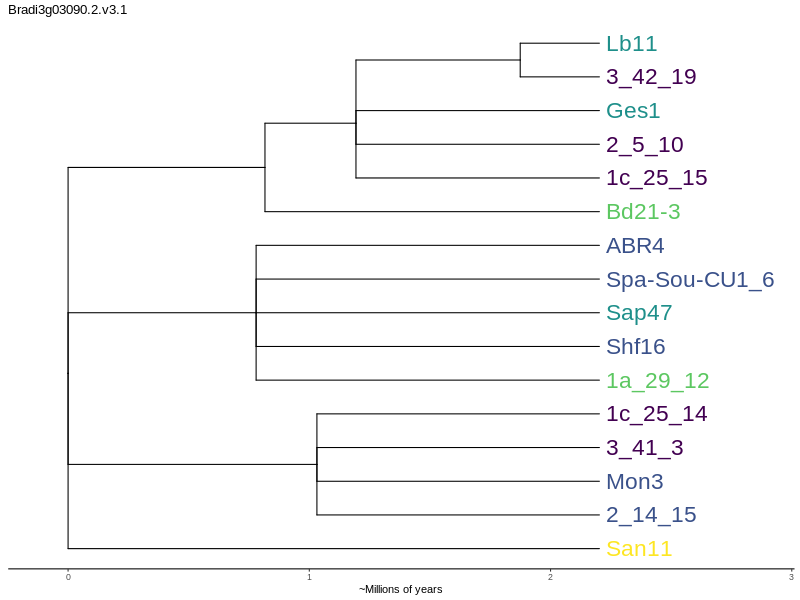 Bradi3g03090.2.v3.1
Lb11
3_42_19
Ges1
2_5_10
1c_25_15
Bd21-3
ABR4
Spa-Sou-CU1_6
Sap47
Shf16
1a_29_12
1c_25_14
3_41_3
Mon3
2_14_15
San11
0 1 2 3
~Millions of years